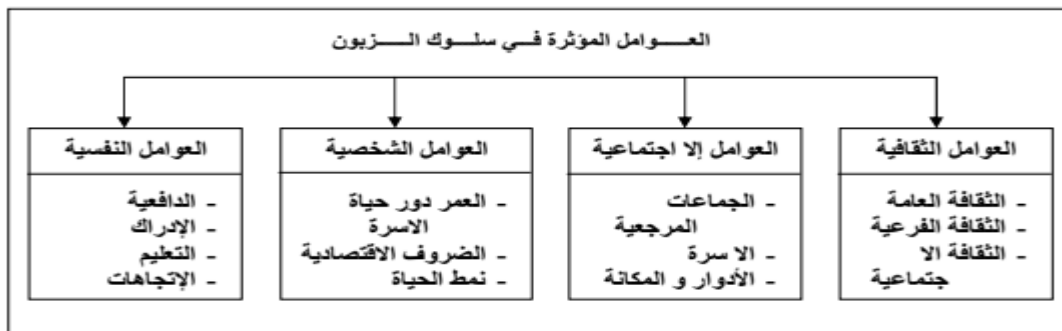 العـــــوامل المؤثرة فـــي سلـــوك الـــــزبون
العوامل الثقافية
- الثقافة العامة
- الثقافة الفرعية
- الثقافة الا
جتماعية
العوامل إلا اجتماعية
- الجماعات
المرجعية
- الا سرة
- الأدوار و المكانة
العوامل الشخصية
- العمر دور حياة
الاسرة
- الضروف الاقتصادية
- نمط الحياة
العوامل النفسية
- الدافعية
- الإدراك
- التعليم
- الإتجاهات